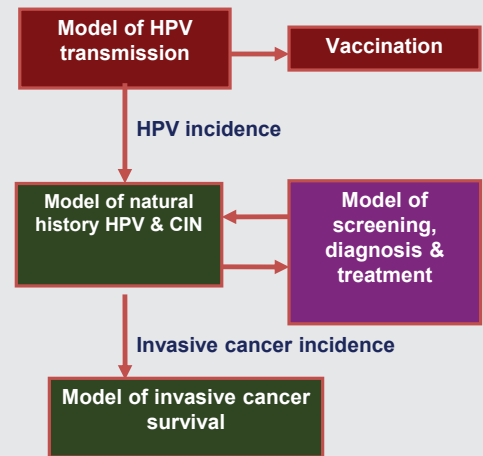 Model of HPV
transmission
Vaccination
HPV incidence
Model of natural
history HPV & CIN
Model of
screening,
diagnosis &
treatment
Invasive cancer incidence
Model of invasive cancer
survival